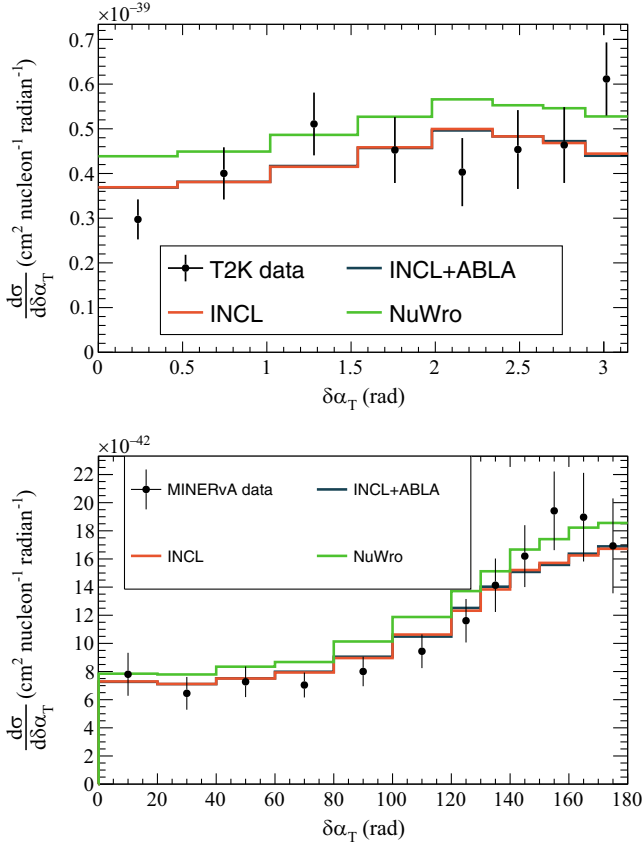 ×10⁻³⁹
0.7
0.6
0.5
0.4
0.3
0.2
0.1
0
dσ/dδα_T (cm² nucleon⁻¹ radian⁻¹)
T2K data
INCL+ABLA
INCL
NuWro
0 0.5 1 1.5 2 2.5 3
δα_T (rad)
×10⁻⁴²
22
20
18
16
14
12
10
8
6
4
2
0
dσ/dδα_T (cm² nucleon⁻¹ radian⁻¹)
MINERvA data
INCL+ABLA
INCL
NuWro
0 20 40 60 80 100 120 140 160 180
δα_T (rad)